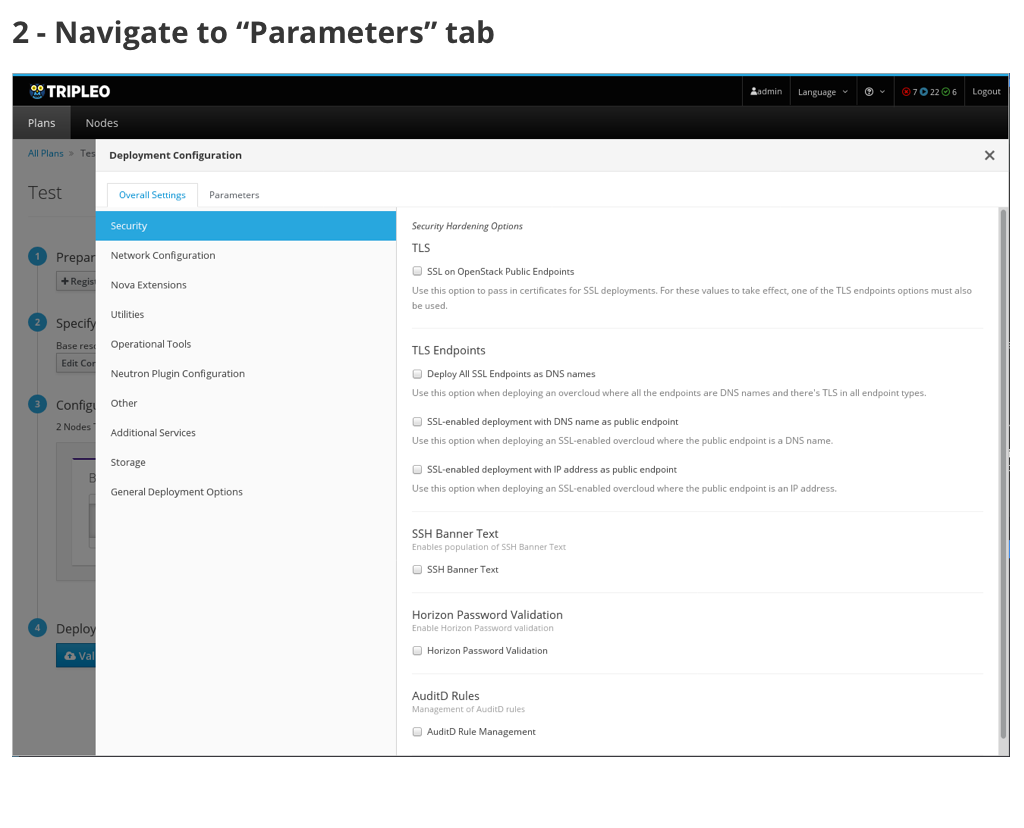 2 - Navigate to “Parameters” tab
TRIPLEO
admin
Language
7 22 6
Logout
Plans
Nodes
All Plans » Tes
Deployment Configuration
Test
Overall Settings
Parameters
1 Prepar
+ Regis
2 Specify
Base reso
Edit Con
3 Configu
2 Nodes T
B
4 Deploy
Val
Security
Network Configuration
Nova Extensions
Utilities
Operational Tools
Neutron Plugin Configuration
Other
Additional Services
Storage
General Deployment Options
Security Hardening Options
TLS
SSL on OpenStack Public Endpoints
Use this option to pass in certificates for SSL deployments. For these values to take effect, one of the TLS endpoints options must also
be used.
TLS Endpoints
Deploy All SSL Endpoints as DNS names
Use this option when deploying an overcloud where all the endpoints are DNS names and there's TLS in all endpoint types.
SSL-enabled deployment with DNS name as public endpoint
Use this option when deploying an SSL-enabled overcloud where the public endpoint is a DNS name.
SSL-enabled deployment with IP address as public endpoint
Use this option when deploying an SSL-enabled overcloud where the public endpoint is an IP address.
SSH Banner Text
Enables population of SSH Banner Text
SSH Banner Text
Horizon Password Validation
Enable Horizon Password validation
Horizon Password Validation
AuditD Rules
Management of AuditD rules
AuditD Rule Management